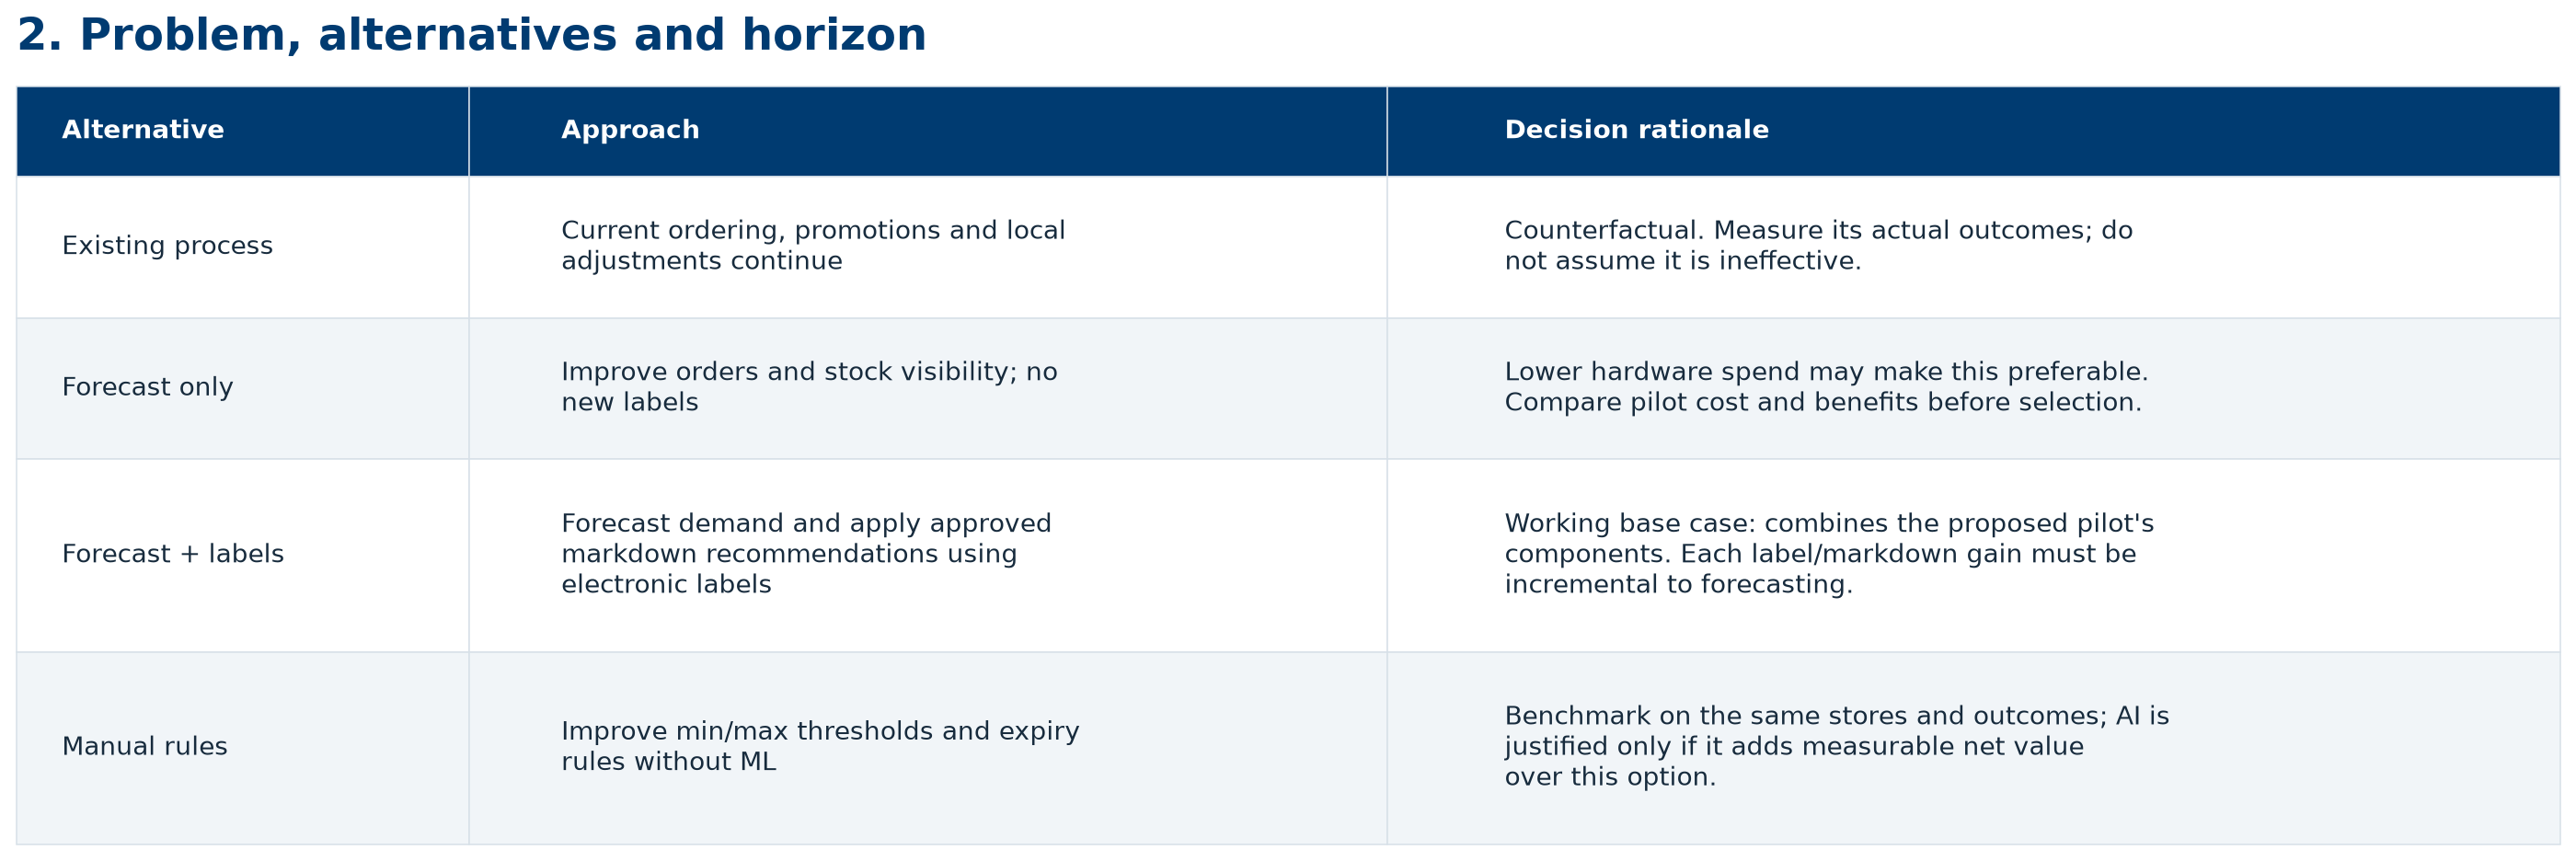 2. Problem, alternatives and horizon
Alternative
Approach
Decision rationale
Existing process
Current ordering, promotions and local
adjustments continue
Counterfactual. Measure its actual outcomes; do
not assume it is ineffective.
Forecast only
Improve orders and stock visibility; no
new labels
Lower hardware spend may make this preferable.
Compare pilot cost and benefits before selection.
Forecast + labels
Forecast demand and apply approved
markdown recommendations using
electronic labels
Working base case: combines the proposed pilot's
components. Each label/markdown gain must be
incremental to forecasting.
Manual rules
Improve min/max thresholds and expiry
rules without ML
Benchmark on the same stores and outcomes; AI is
justified only if it adds measurable net value
over this option.